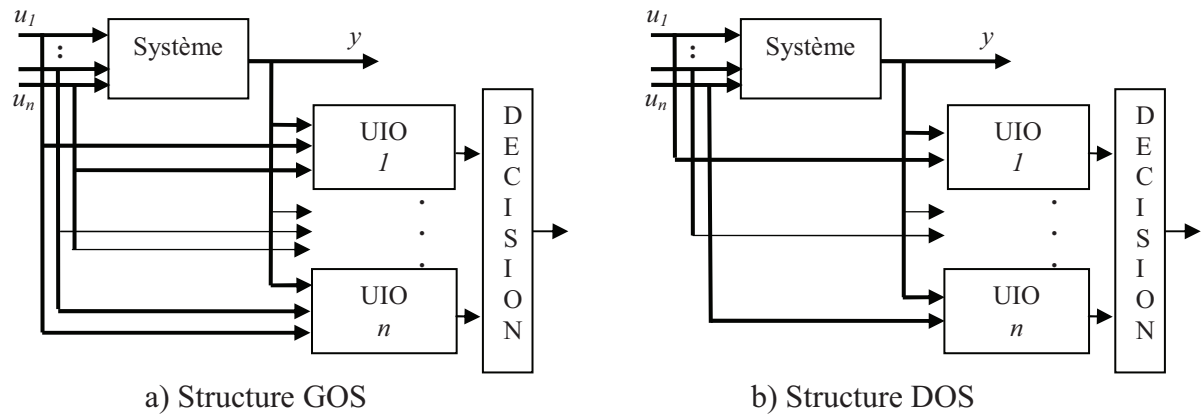 u1
:
un
Système
y
UIO
1
.
.
.
UIO
n
D
E
C
I
S
I
O
N
a) Structure GOS
u1
:
un
Système
y
UIO
1
.
.
.
UIO
n
D
E
C
I
S
I
O
N
b) Structure DOS